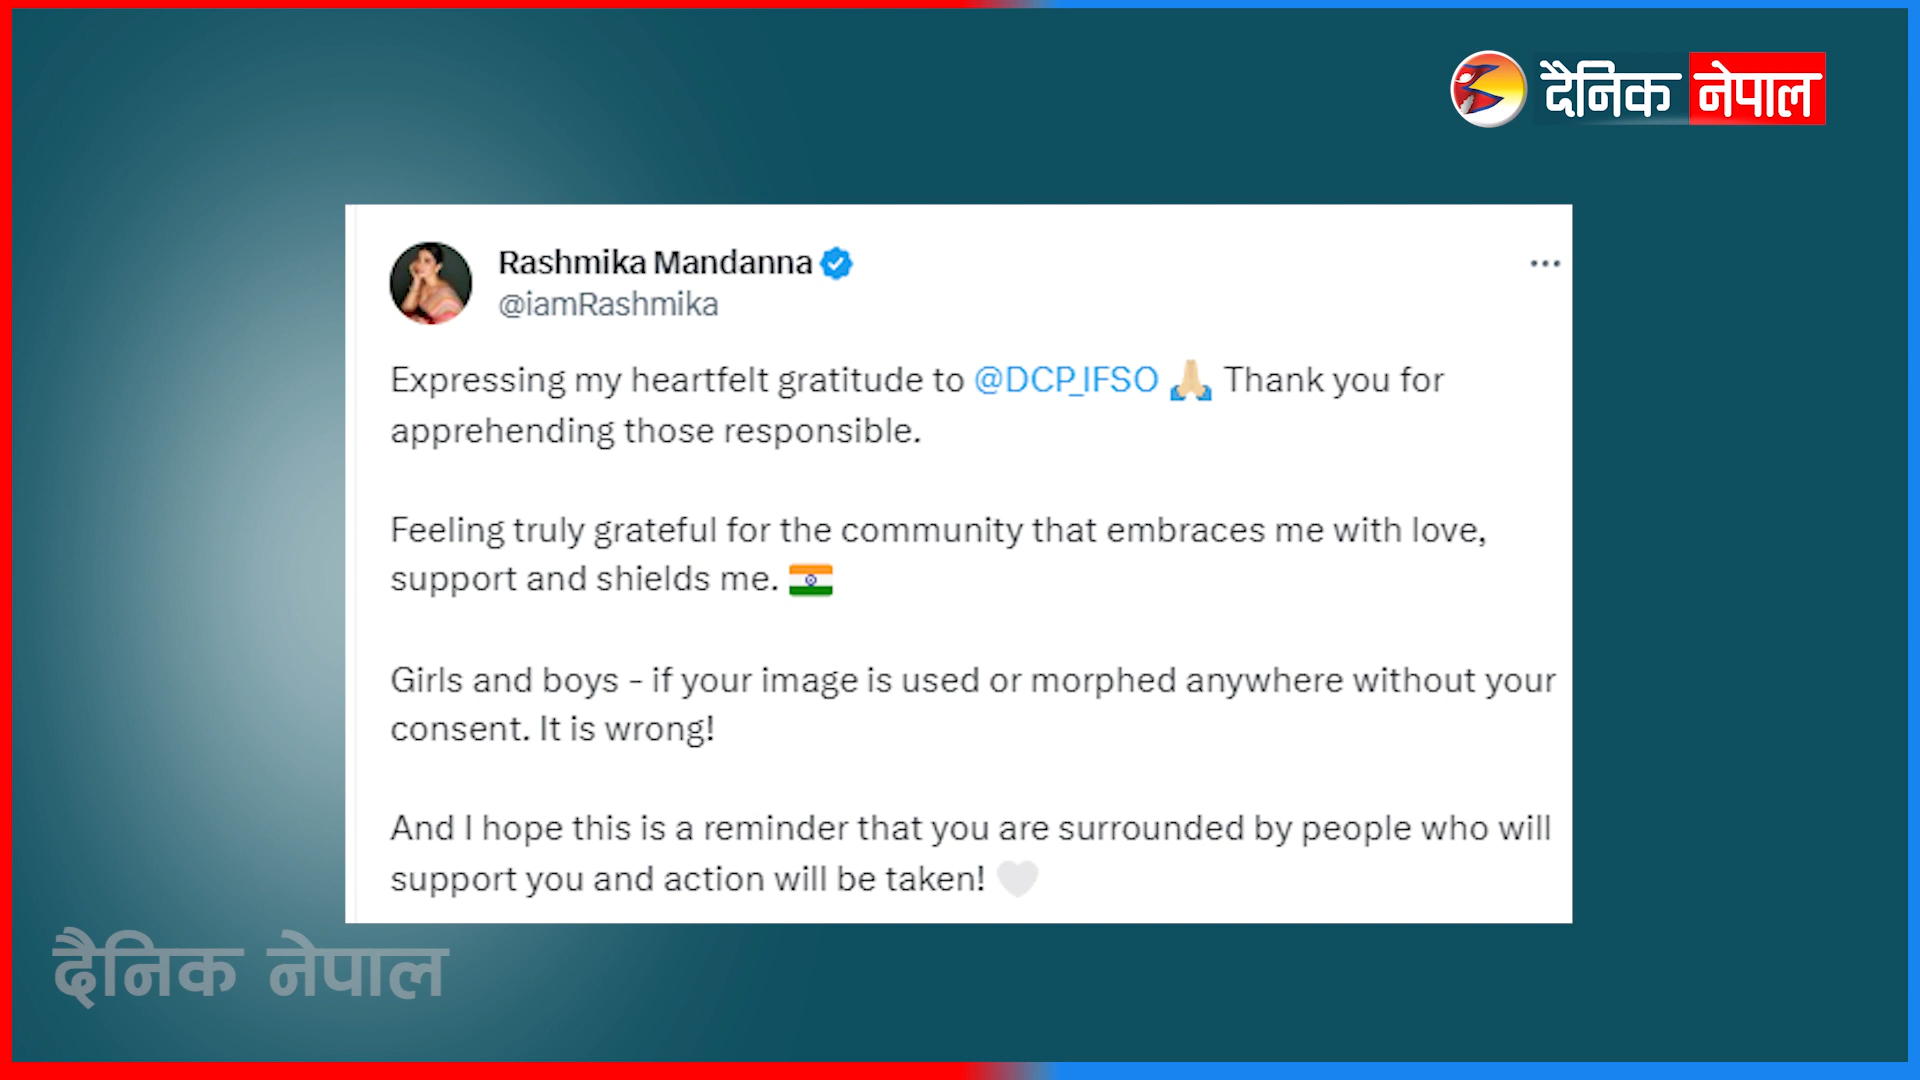 दैनिक नेपाल
Rashmika Mandanna
@iamRashmika
Expressing my heartfelt gratitude to @DCP_IFSO 🙏🏼 Thank you for
apprehending those responsible.
Feeling truly grateful for the community that embraces me with love,
support and shields me. 🇮🇳
Girls and boys - if your image is used or morphed anywhere without your
consent. It is wrong!
And I hope this is a reminder that you are surrounded by people who will
support you and action will be taken! 🤍
दैनिक नेपाल